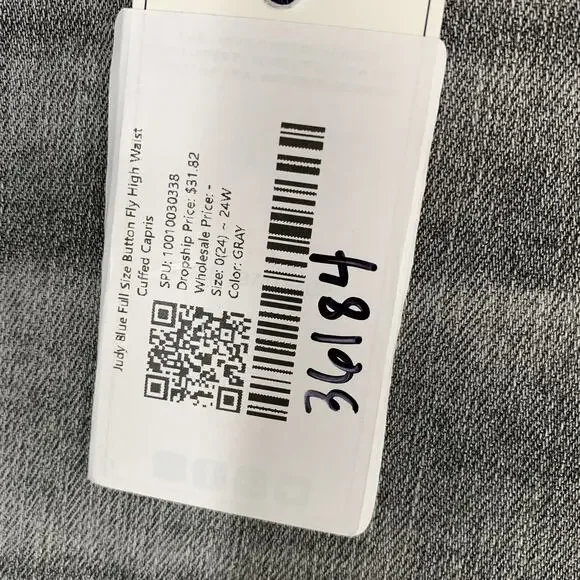 Judy Blue Full Size Button Fly High Waist
Cuffed Capris
SPU: 10010030338
Dropship Price: $31.82
Wholesale Price: -
Size: 0(24) ~ 24W
Color: GRAY
36184